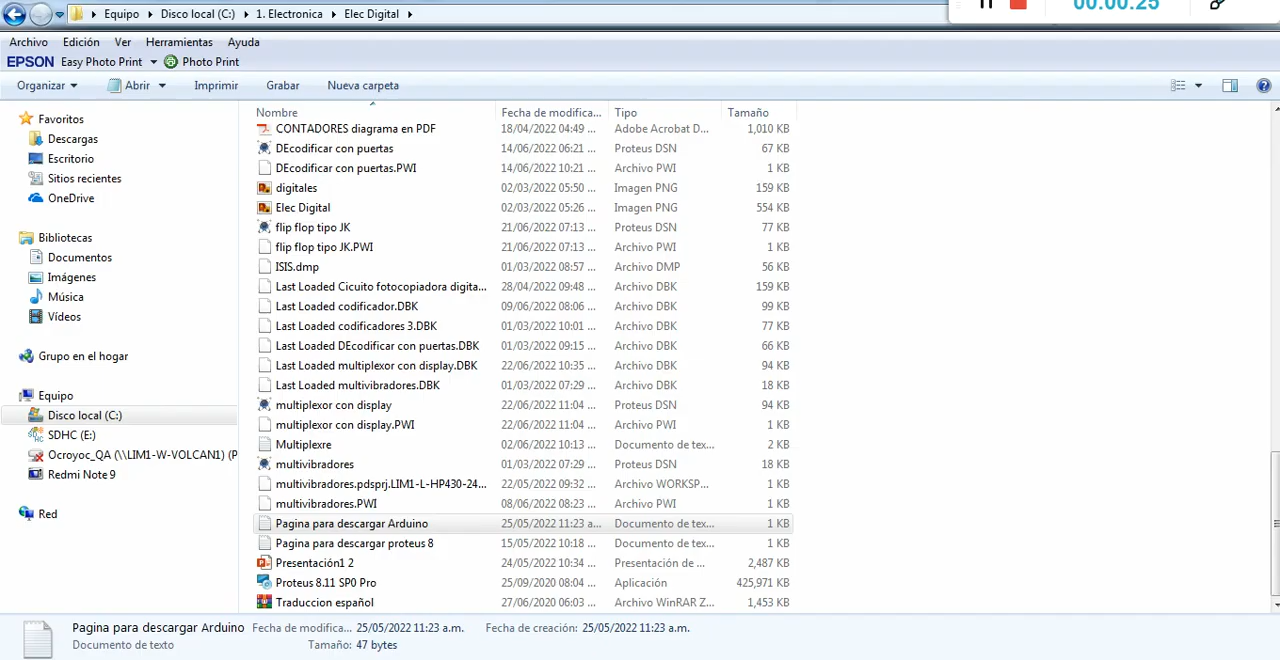 Equipo Disco local (C:) 1. Electronica Elec Digital
00:00:25
Archivo Edición Ver Herramientas Ayuda
EPSON Easy Photo Print Photo Print
Organizar Abrir Imprimir Grabar Nueva carpeta
Favoritos
Descargas
Escritorio
Sitios recientes
OneDrive
Bibliotecas
Documentos
Imágenes
Música
Vídeos
Grupo en el hogar
Equipo
Disco local (C:)
SDHC (E:)
Ocroyoc_QA (\\LIM1-W-VOLCAN1) (P
Redmi Note 9
Red
Nombre Fecha de modifica... Tipo Tamaño
CONTADORES diagrama en PDF 18/04/2022 04:49 ... Adobe Acrobat D... 1,010 KB
DEcodificar con puertas 14/06/2022 06:21 ... Proteus DSN 67 KB
DEcodificar con puertas.PWI 14/06/2022 10:21 ... Archivo PWI 1 KB
digitales 02/03/2022 05:50 ... Imagen PNG 159 KB
Elec Digital 02/03/2022 05:26 ... Imagen PNG 554 KB
flip flop tipo JK 21/06/2022 07:13 ... Proteus DSN 77 KB
flip flop tipo JK.PWI 21/06/2022 07:13 ... Archivo PWI 1 KB
ISIS.dmp 01/03/2022 08:57 ... Archivo DMP 56 KB
Last Loaded Cicuito fotocopiadora digita... 28/04/2022 09:48 ... Archivo DBK 159 KB
Last Loaded codificador.DBK 09/06/2022 08:06 ... Archivo DBK 99 KB
Last Loaded codificadores 3.DBK 01/03/2022 10:01 ... Archivo DBK 77 KB
Last Loaded DEcodificar con puertas.DBK 01/03/2022 09:15 ... Archivo DBK 66 KB
Last Loaded multiplexor con display.DBK 22/06/2022 10:35 ... Archivo DBK 94 KB
Last Loaded multivibradores.DBK 01/03/2022 07:29 ... Archivo DBK 18 KB
multiplexor con display 22/06/2022 11:04 ... Proteus DSN 94 KB
multiplexor con display.PWI 22/06/2022 11:04 ... Archivo PWI 1 KB
Multiplexre 02/06/2022 10:13 ... Documento de tex... 2 KB
multivibradores 01/03/2022 07:29 ... Proteus DSN 18 KB
multivibradores.pdsprj.LIM1-L-HP430-24... 22/05/2022 09:32 ... Archivo WORKSP... 1 KB
multivibradores.PWI 08/06/2022 08:23 ... Archivo PWI 1 KB
Pagina para descargar Arduino 25/05/2022 11:23 a... Documento de tex... 1 KB
Pagina para descargar proteus 8 15/05/2022 10:18 ... Documento de tex... 1 KB
Presentación1 2 24/05/2022 10:34 ... Presentación de ... 2,487 KB
Proteus 8.11 SP0 Pro 25/09/2020 08:04 ... Aplicación 425,971 KB
Traduccion español 27/06/2020 06:03 ... Archivo WinRAR Z... 1,453 KB
Pagina para descargar Arduino Fecha de modifica... 25/05/2022 11:23 a.m. Fecha de creación: 25/05/2022 11:23 a.m.
Documento de texto Tamaño: 47 bytes